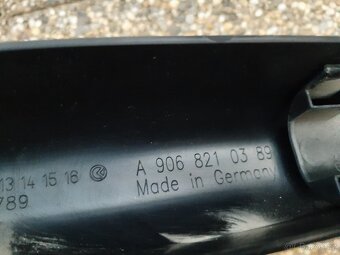 13 14 15 16
789
A 906 821 03 89
Made in Germany